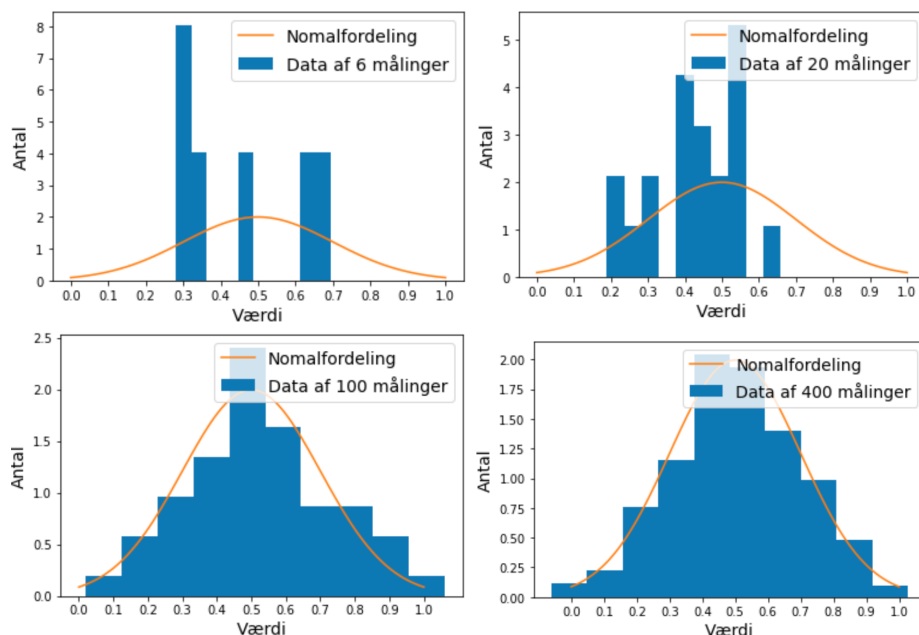 Nomalfordeling
Data af 6 målinger
Antal
8
7
6
5
4
3
2
1
0
0.0 0.1 0.2 0.3 0.4 0.5 0.6 0.7 0.8 0.9 1.0
Værdi
Nomalfordeling
Data af 20 målinger
Antal
5
4
3
2
1
0
0.0 0.1 0.2 0.3 0.4 0.5 0.6 0.7 0.8 0.9 1.0
Værdi
Nomalfordeling
Data af 100 målinger
Antal
2.5
2.0
1.5
1.0
0.5
0.0
0.0 0.1 0.2 0.3 0.4 0.5 0.6 0.7 0.8 0.9 1.0
Værdi
Nomalfordeling
Data af 400 målinger
Antal
2.00
1.75
1.50
1.25
1.00
0.75
0.50
0.25
0.00
0.0 0.1 0.2 0.3 0.4 0.5 0.6 0.7 0.8 0.9 1.0
Værdi